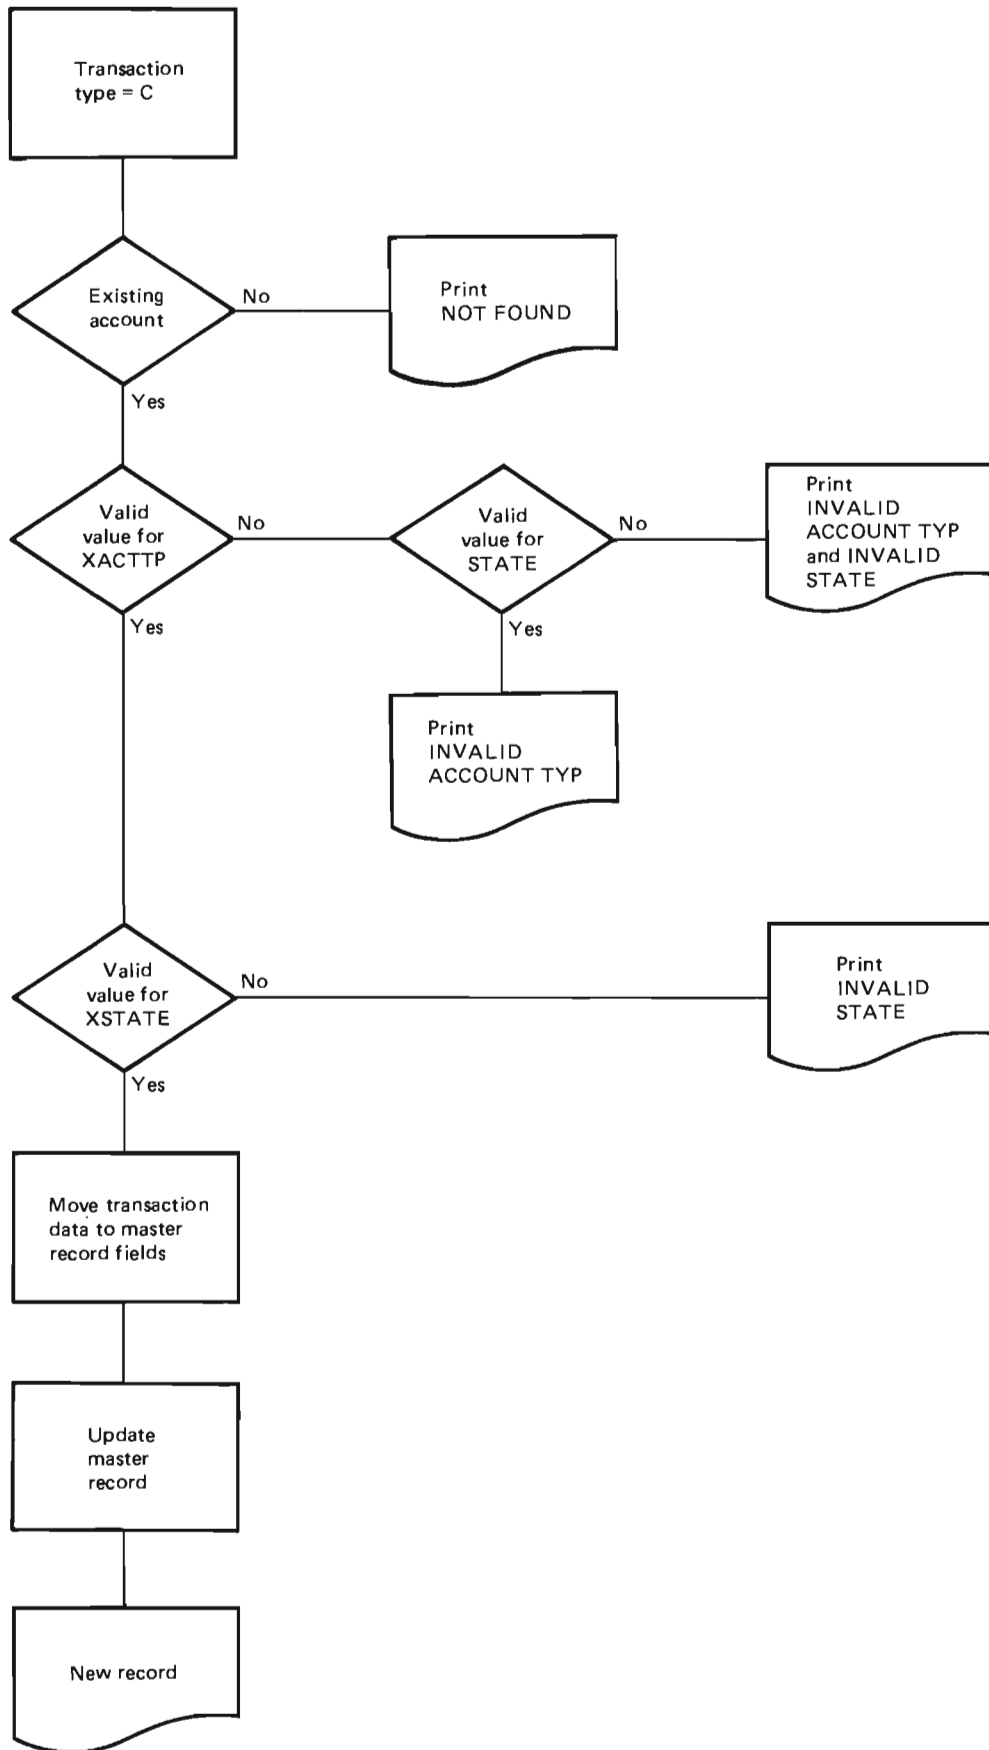 Transaction
type = C
Existing
account
No
Print
NOT FOUND
Yes
Valid
value for
XACTTP
No
Valid
value for
STATE
No
Print
INVALID
ACCOUNT TYP
and INVALID
STATE
Yes
Yes
Print
INVALID
ACCOUNT TYP
Valid
value for
XSTATE
No
Print
INVALID
STATE
Yes
Move transaction
data to master
record fields
Update
master
record
New record